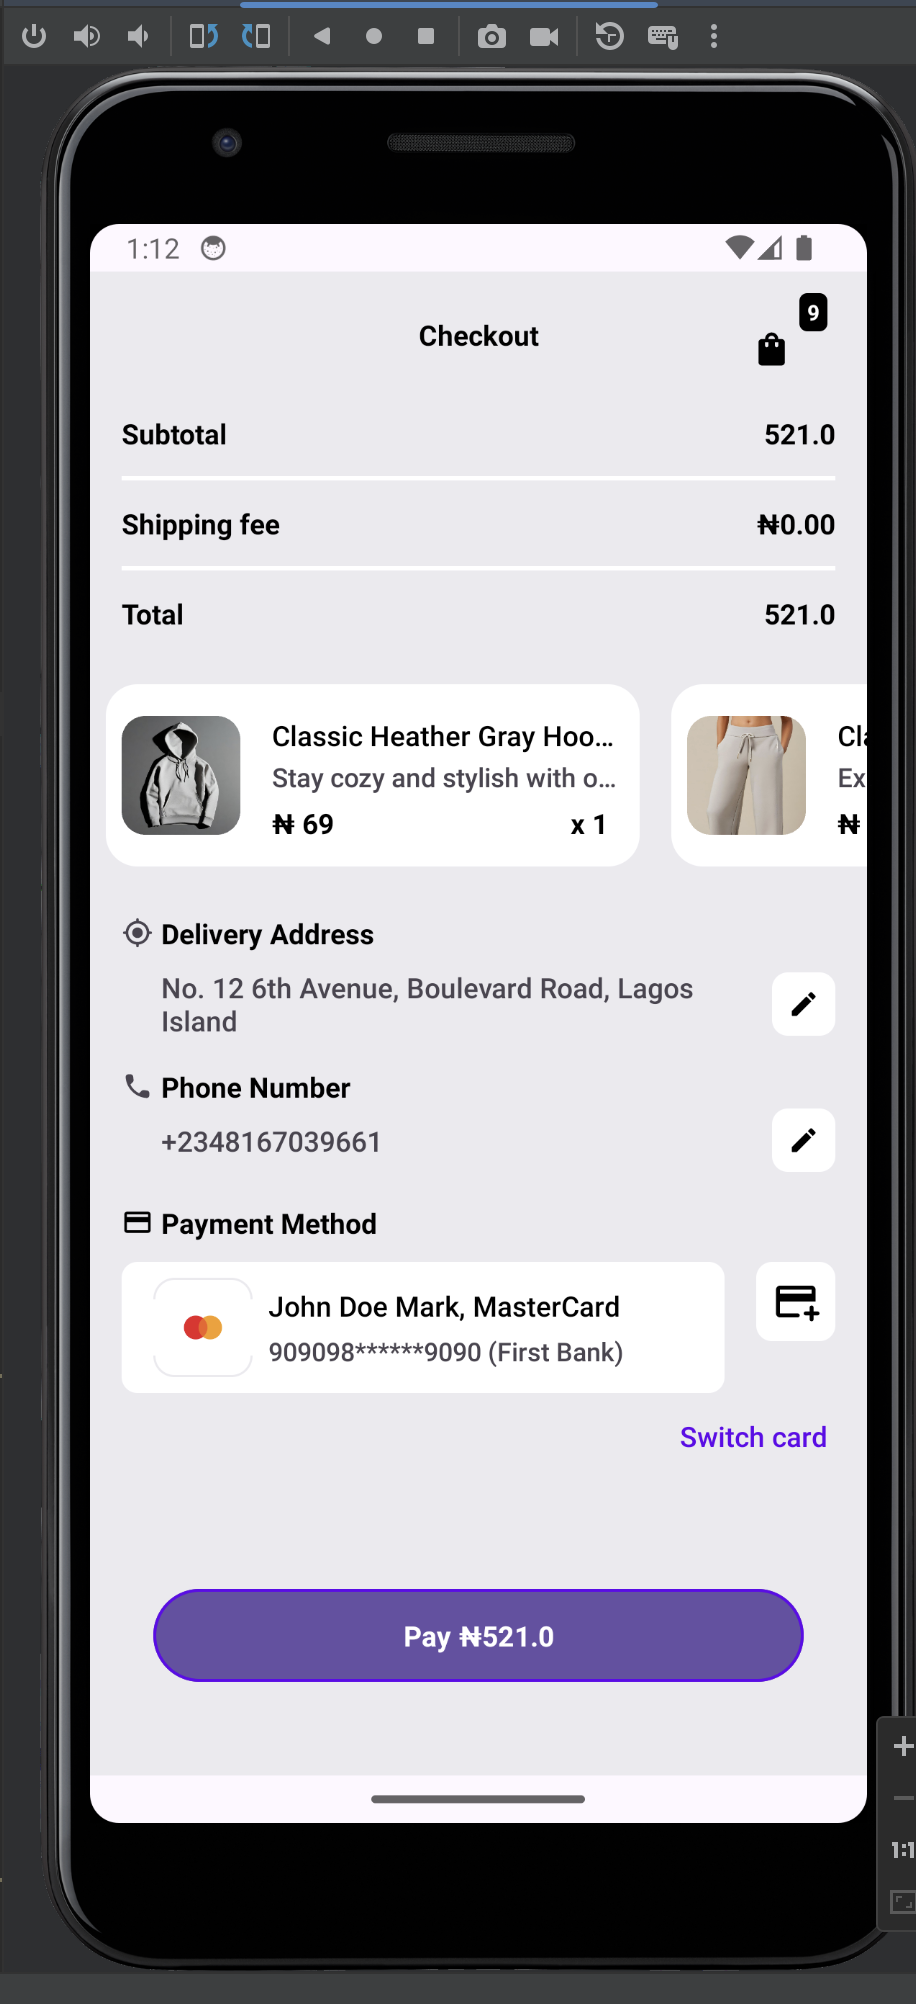 1:12
9
Checkout
Subtotal 521.0
Shipping fee ₦0.00
Total 521.0
Classic Heather Gray Hoo...
Stay cozy and stylish with o...
₦ 69 x 1
Cla
Ex
₦
Delivery Address
No. 12 6th Avenue, Boulevard Road, Lagos
Island
Phone Number
+2348167039661
Payment Method
John Doe Mark, MasterCard
909098******9090 (First Bank)
Switch card
Pay ₦521.0
1:1